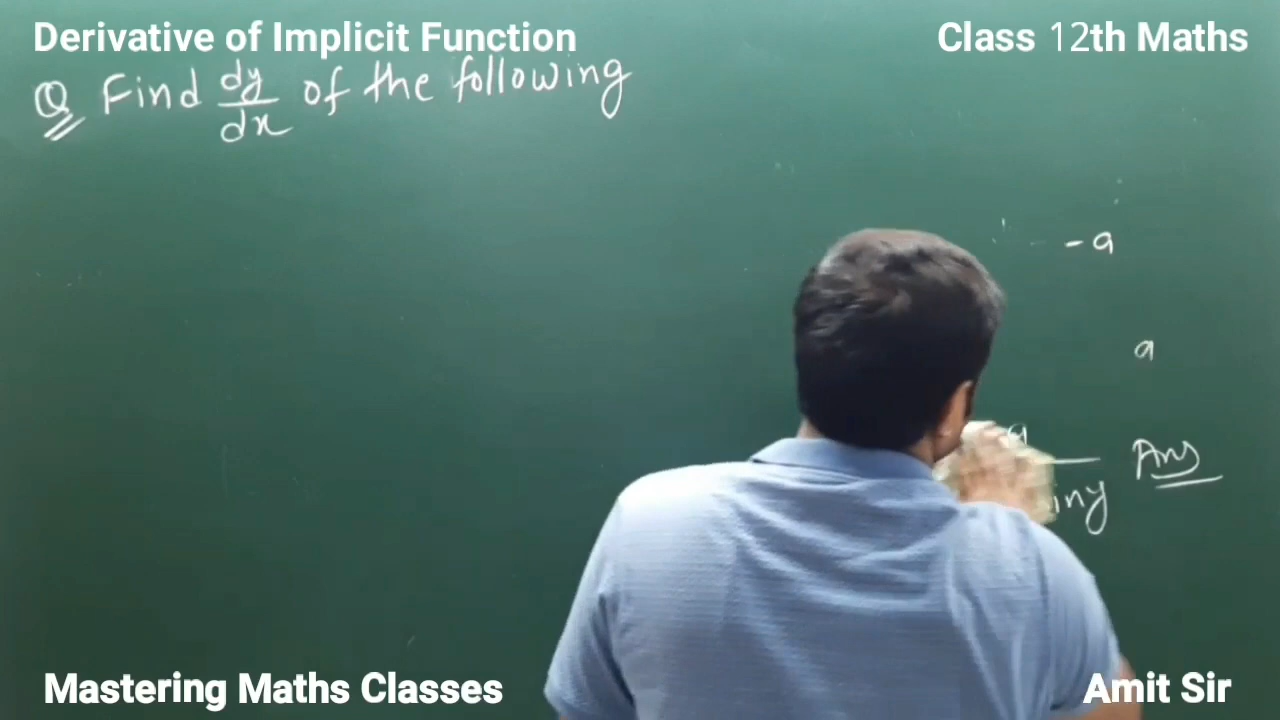 Derivative of Implicit Function
Class 12th Maths
Q Find dy/dx of the following
- a
a
a
iny
Ans
Mastering Maths Classes
Amit Sir